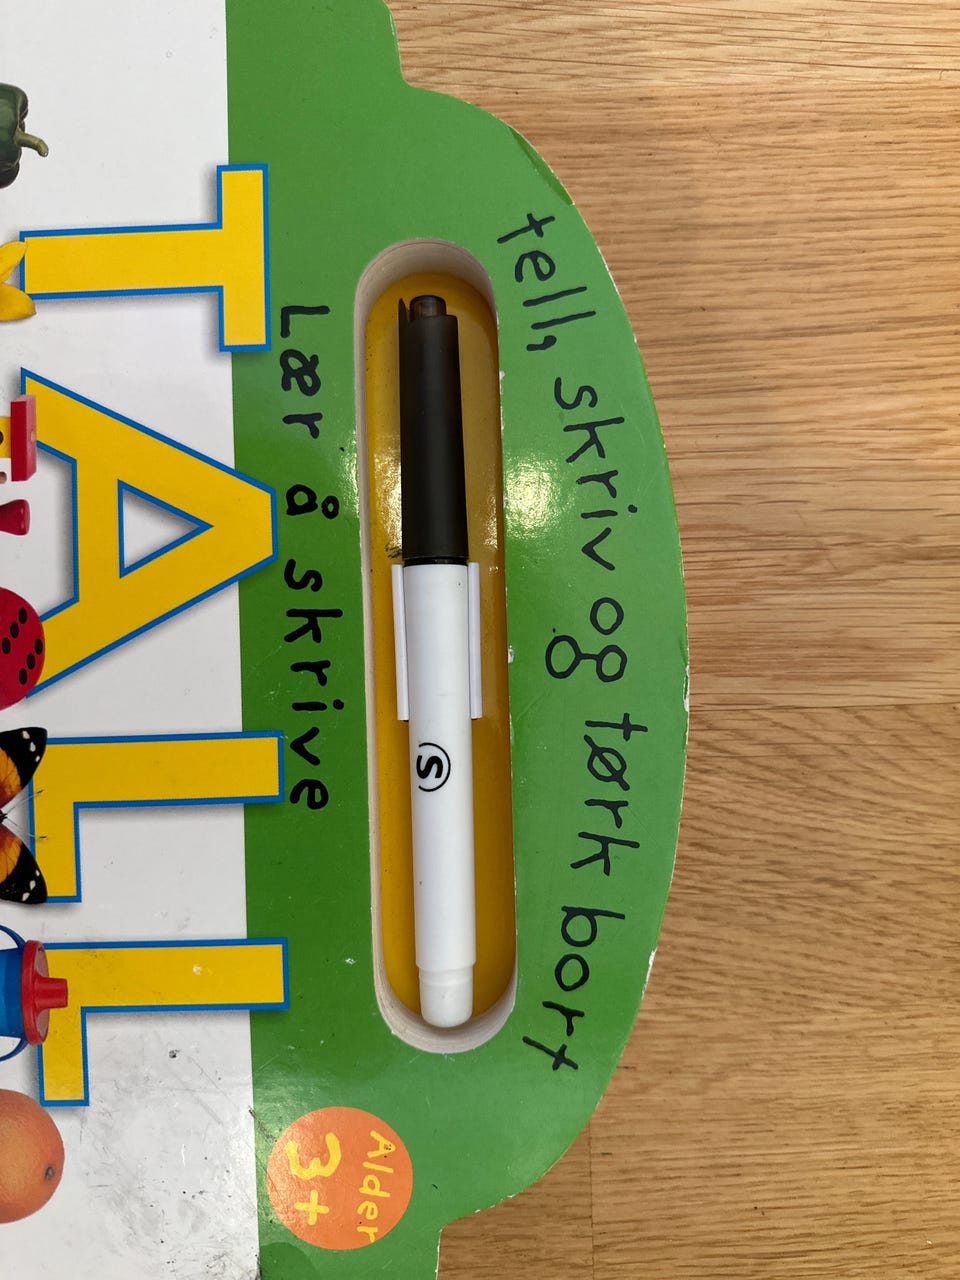 tell, skriv og tørk bort
S
Lær å skrive
TALL
Alder
3+